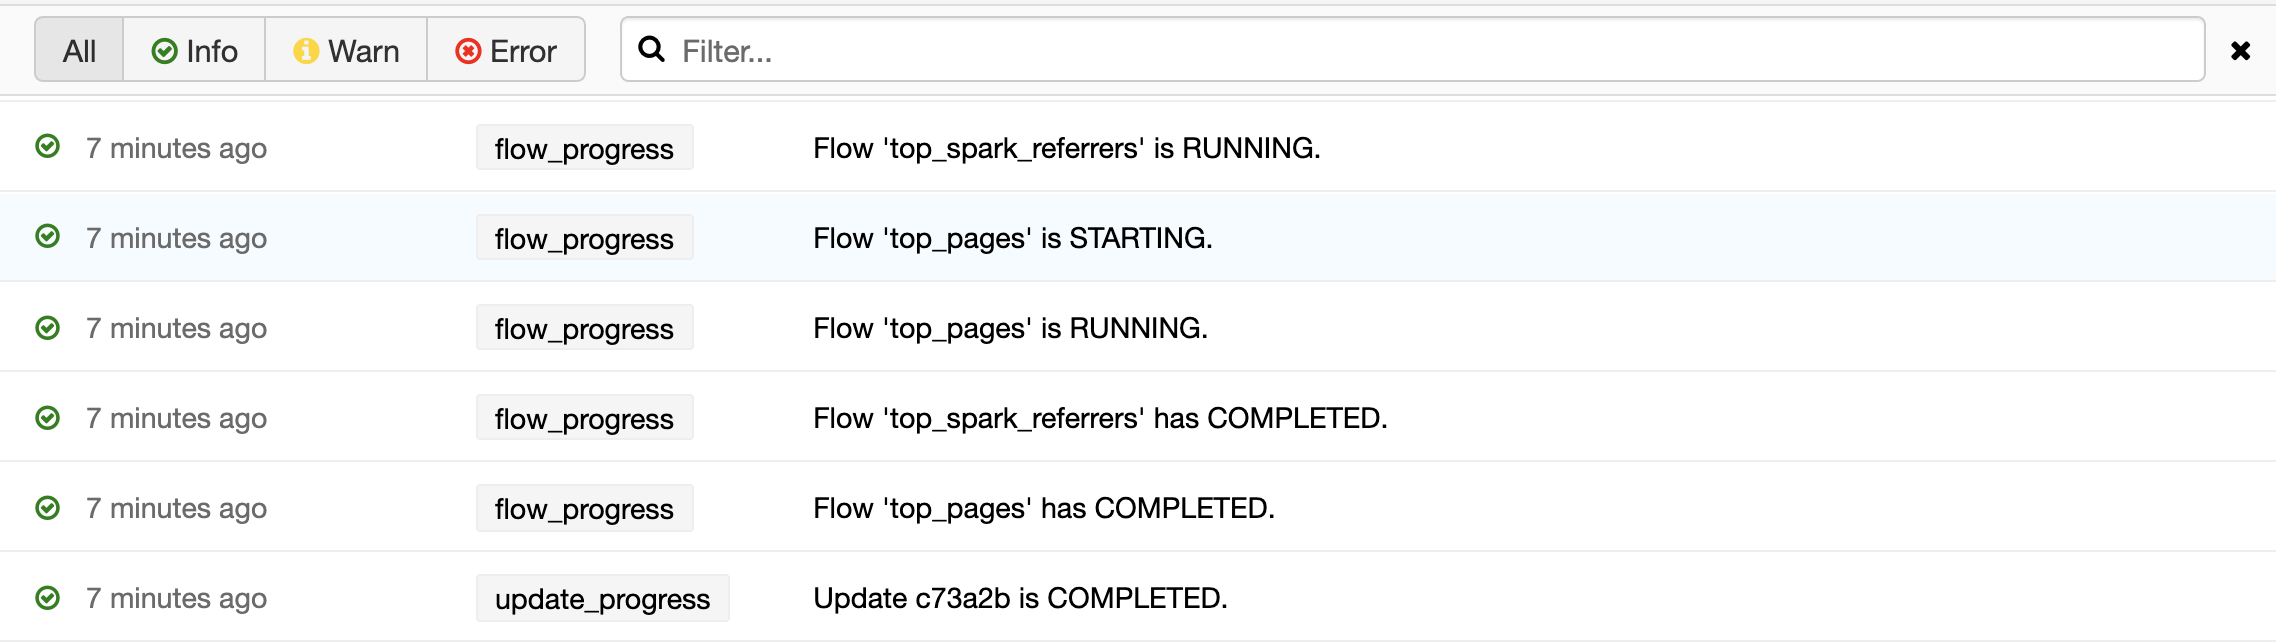 All Info Warn Error Filter...
7 minutes ago flow_progress Flow 'top_spark_referrers' is RUNNING.
7 minutes ago flow_progress Flow 'top_pages' is STARTING.
7 minutes ago flow_progress Flow 'top_pages' is RUNNING.
7 minutes ago flow_progress Flow 'top_spark_referrers' has COMPLETED.
7 minutes ago flow_progress Flow 'top_pages' has COMPLETED.
7 minutes ago update_progress Update c73a2b is COMPLETED.